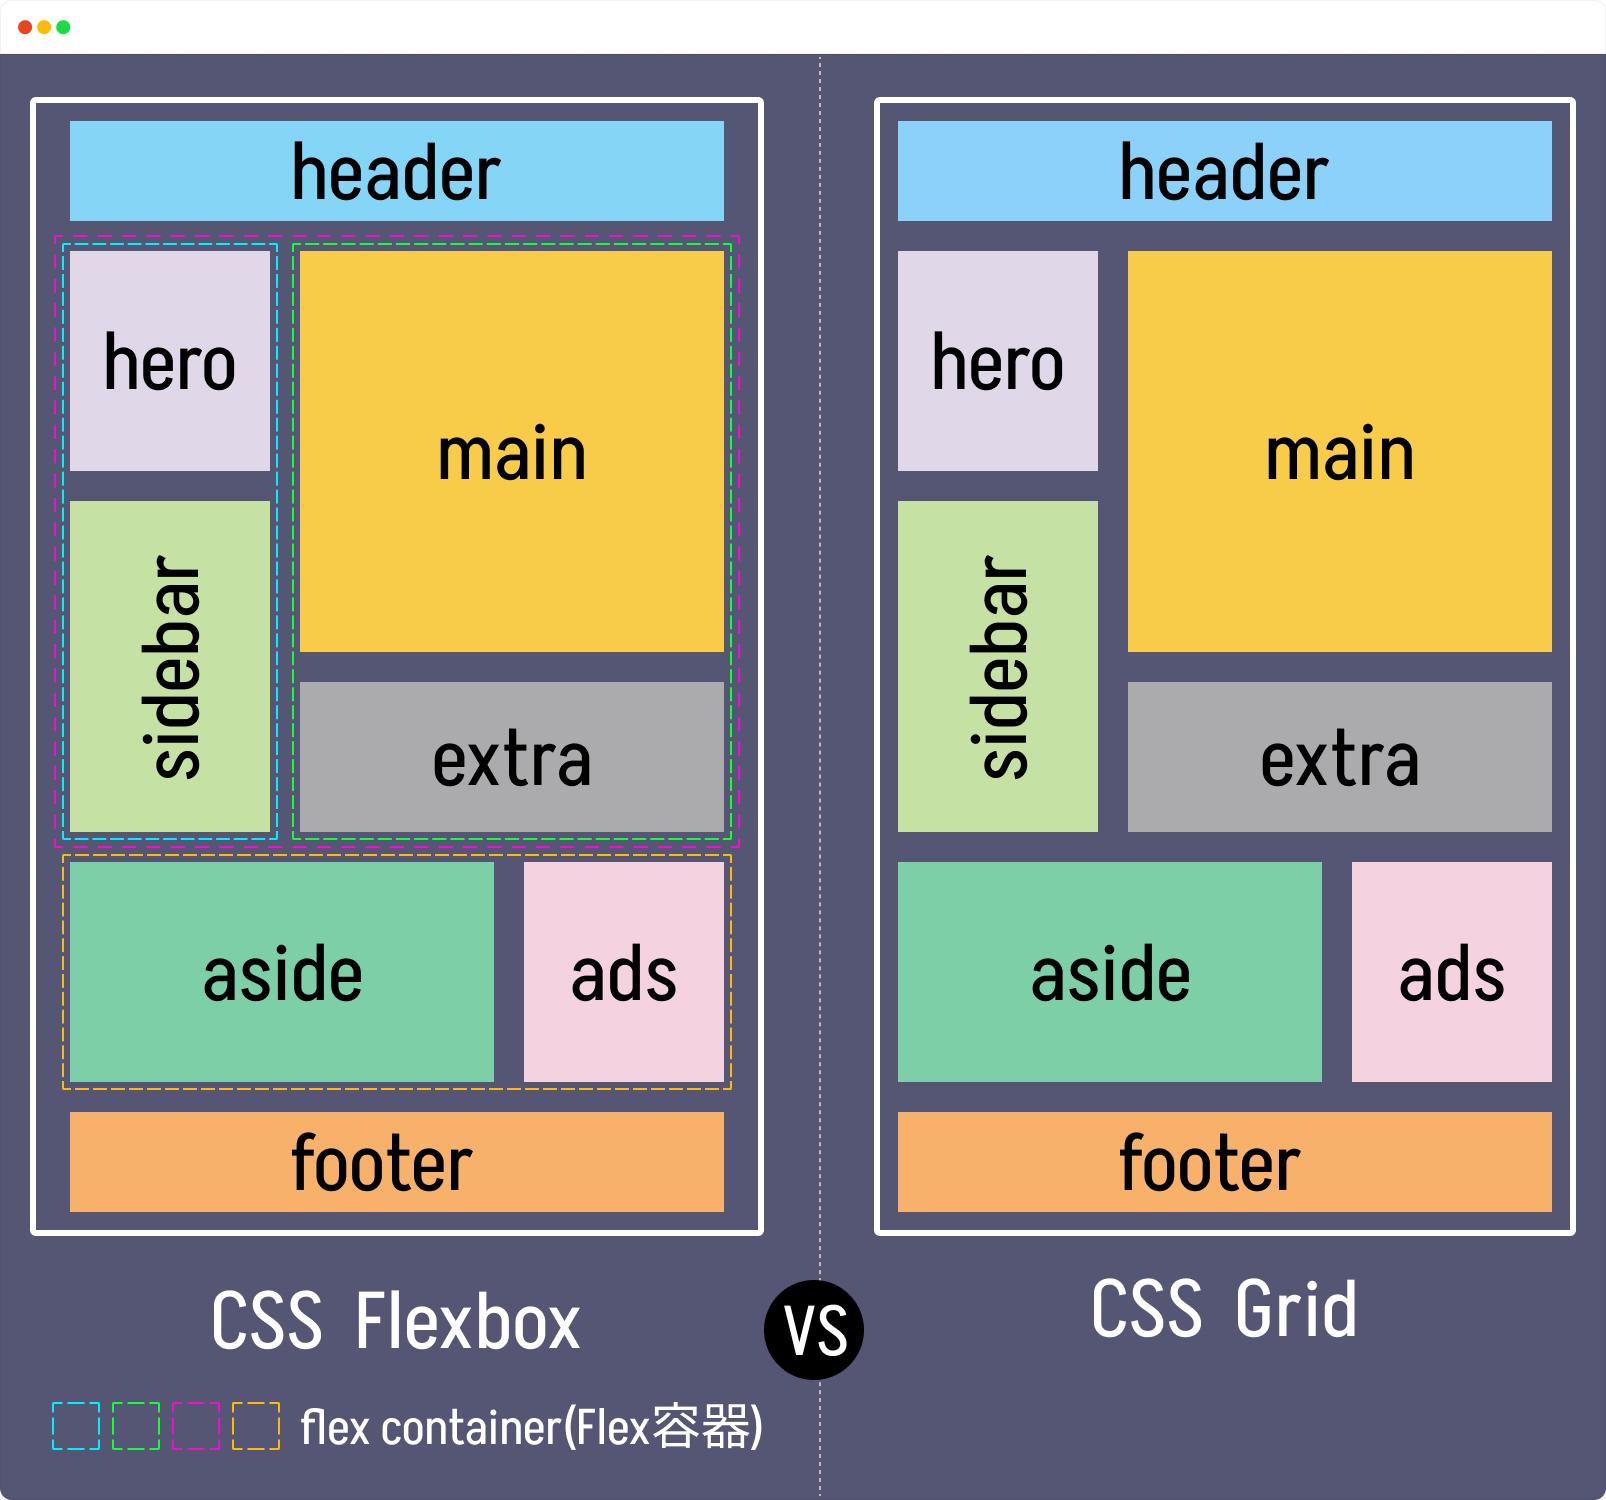 header
hero
main
sidebar
extra
aside
ads
footer
CSS Flexbox
flex container(Flex容器)
VS
header
hero
main
sidebar
extra
aside
ads
footer
CSS Grid